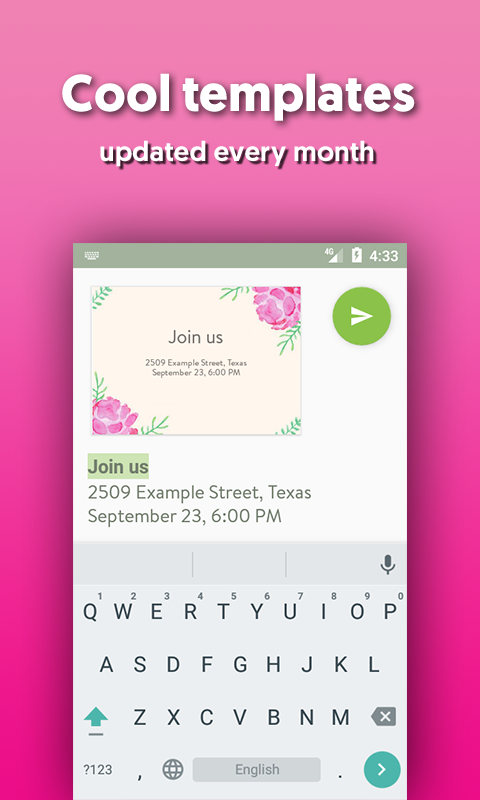 Cool templates
updated every month
4G 4:33
Join us
2509 Example Street, Texas
September 23, 6:00 PM
Join us
2509 Example Street, Texas
September 23, 6:00 PM
1 2 3 4 5 6 7 8 9 0
Q W E R T Y U I O P
A S D F G H J K L
Z X C V B N M
?123 , English .